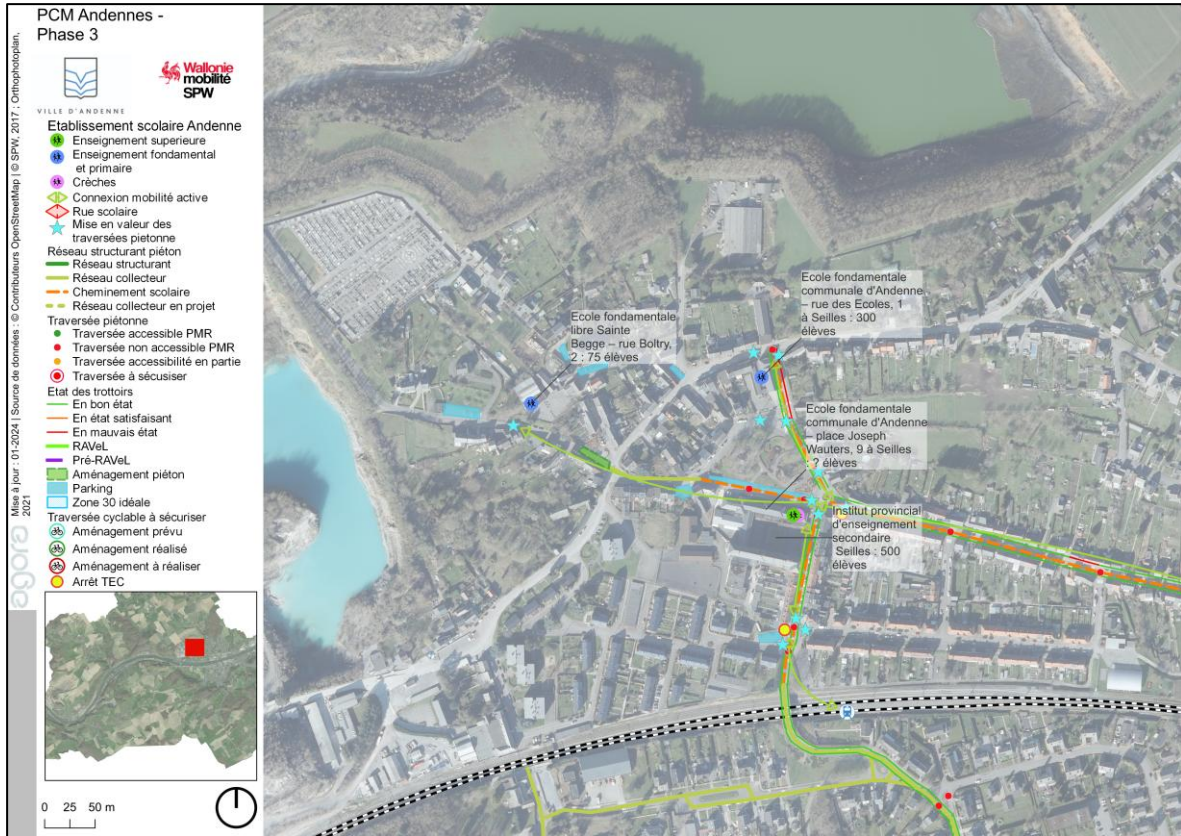 PCM Andennes -
Phase 3
VILLE D'ANDENNE
Wallonie
mobilité
SPW
Etablissement scolaire Andenne
Enseignement superieure
Enseignement fondamental
et primaire
Crèches
Connexion mobilité active
Rue scolaire
Mise en valeur des
traversées pietonne
Réseau structurant piéton
Réseau structurant
Réseau collecteur
Cheminement scolaire
Réseau collecteur en projet
Traversée piétonne
Traversée accessible PMR
Traversée non accessible PMR
Traversée accessibilité en partie
Traversée à sécusiser
Etat des trottoirs
En bon état
En état satisfaisant
En mauvais état
RAVeL
Pré-RAVeL
Aménagement piéton
Parking
Zone 30 idéale
Traversée cyclable à sécuriser
Aménagement prévu
Aménagement réalisé
Aménagement à réaliser
Arrêt TEC
0 25 50 m
Mise à jour : 01-2024 | Source de données : © Contributeurs OpenStreetMap | © SPW, 2017 ; Orthophotoplan,
2021
agora
Ecole fondamentale
libre Sainte
Begge – rue Boltry,
2 : 75 élèves
Ecole fondamentale
communale d'Andenne
– rue des Ecoles, 1
à Seilles : 300
élèves
Ecole fondamentale
communale d'Andenne
– place Joseph
Wauters, 9 à Seilles
: ? élèves
Institut provincial
d'enseignement
secondaire
Seilles : 500
élèves